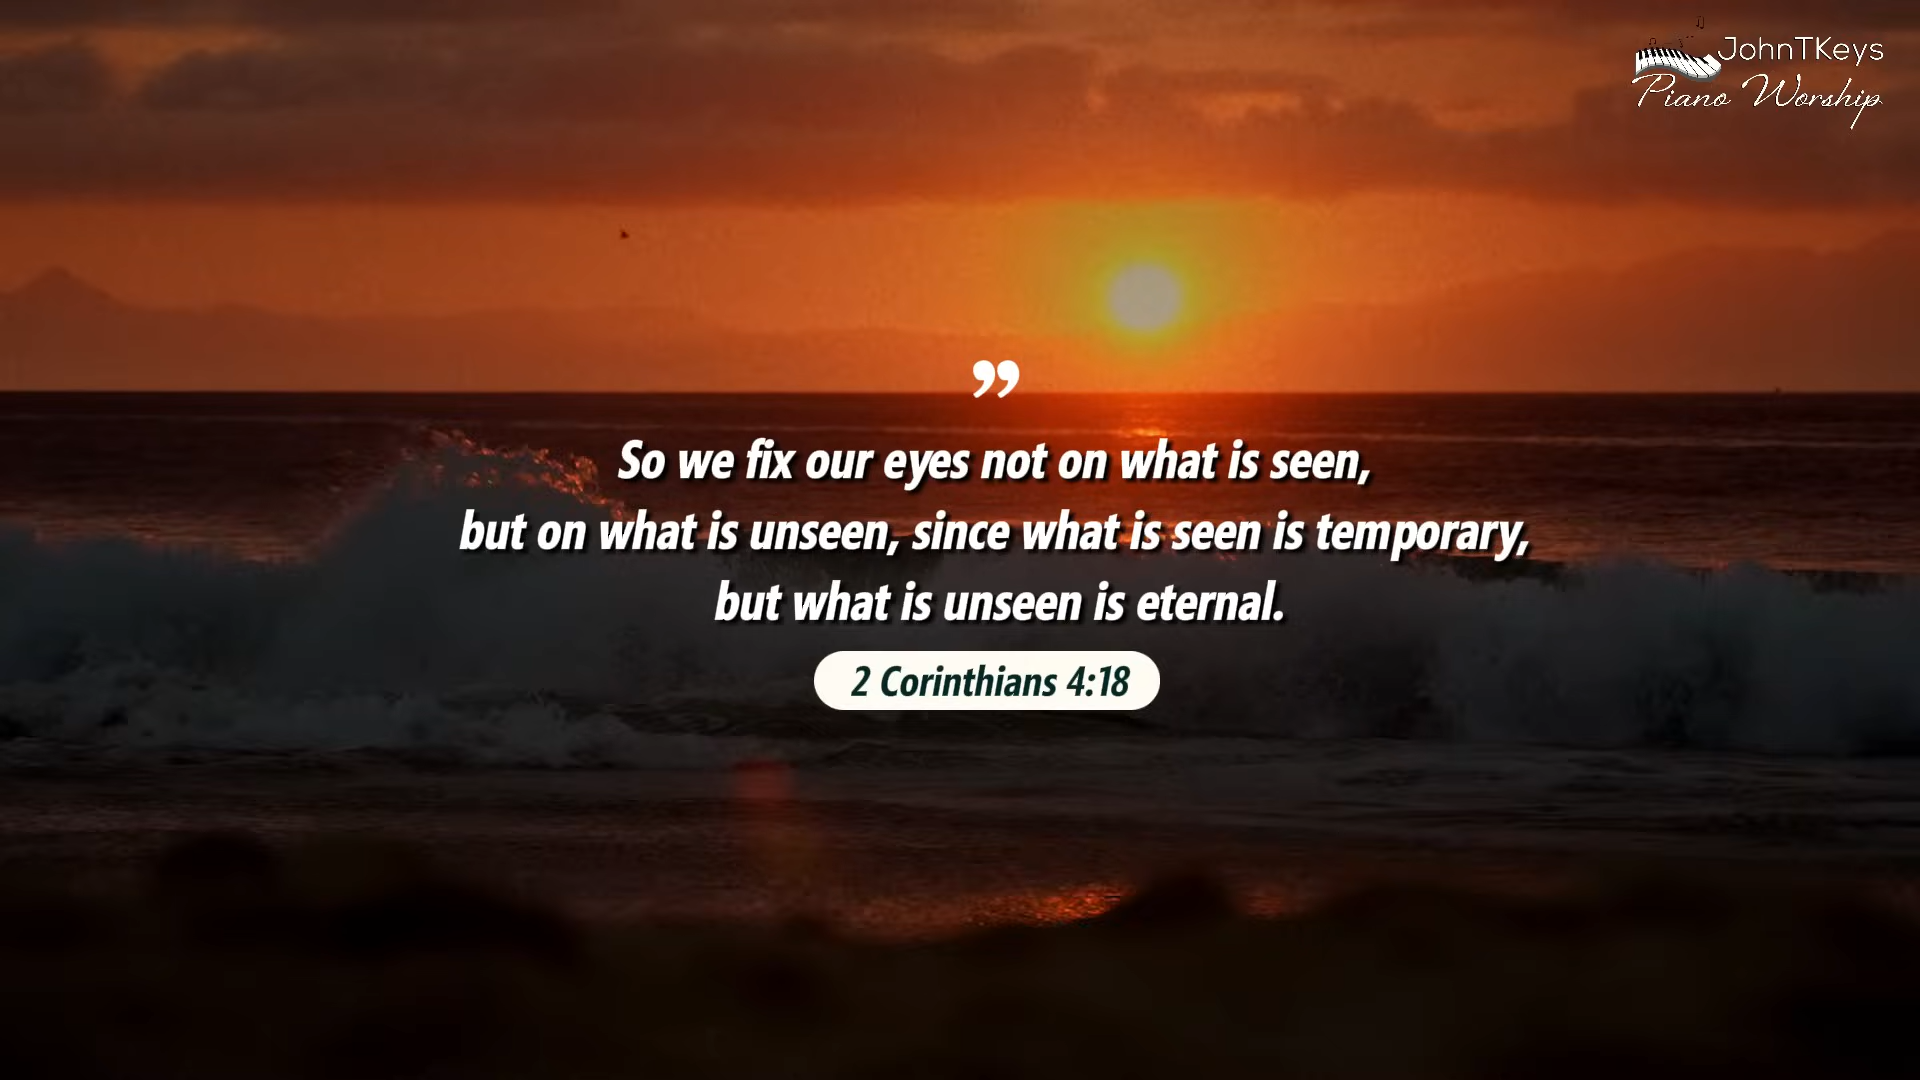 JohnTKeys
Piano Worship
”
So we fix our eyes not on what is seen,
but on what is unseen, since what is seen is temporary,
but what is unseen is eternal.
2 Corinthians 4:18